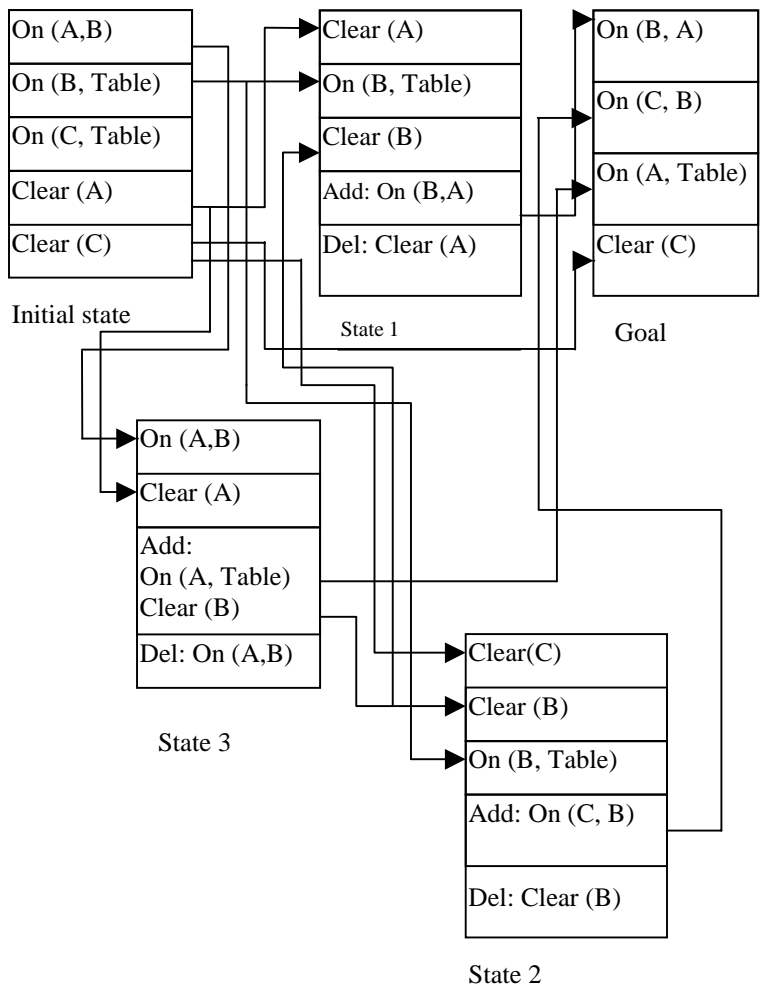 On (A,B)
On (B, Table)
On (C, Table)
Clear (A)
Clear (C)
Initial state
Clear (A)
On (B, Table)
Clear (B)
Add: On (B,A)
Del: Clear (A)
State 1
On (B, A)
On (C, B)
On (A, Table)
Clear (C)
Goal
On (A,B)
Clear (A)
Add:
On (A, Table)
Clear (B)
Del: On (A,B)
State 3
Clear(C)
Clear (B)
On (B, Table)
Add: On (C, B)
Del: Clear (B)
State 2